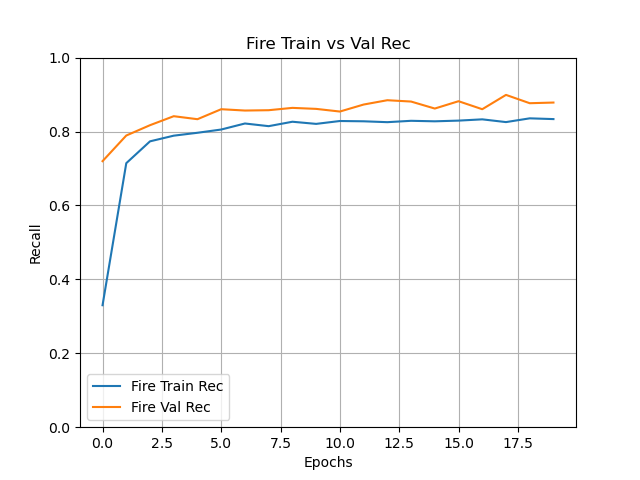 Fire Train vs Val Rec
1.0
0.8
0.6
0.4
0.2
0.0
Recall
Fire Train Rec
Fire Val Rec
0.0 2.5 5.0 7.5 10.0 12.5 15.0 17.5
Epochs